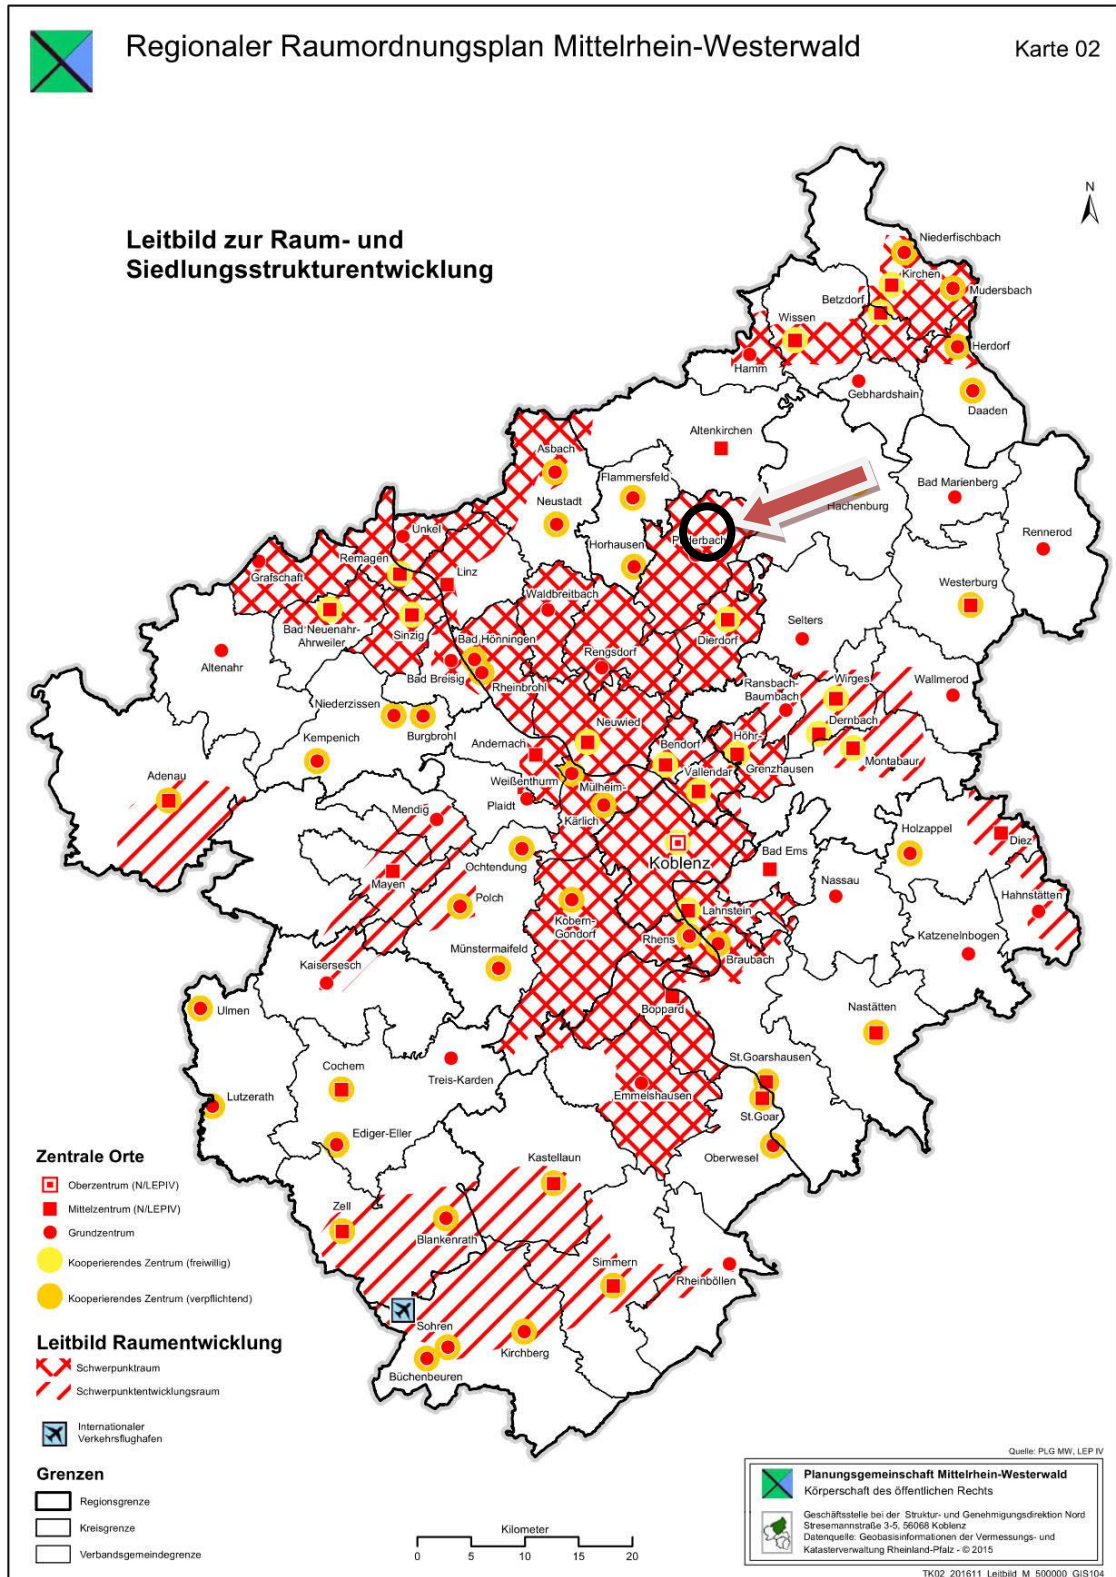 Regionaler Raumordnungsplan Mittelrhein-Westerwald
Karte 02
N
Leitbild zur Raum- und
Siedlungsstrukturentwicklung
Niederfischbach
Kirchen
Mudersbach
Betzdorf
Wissen
Herdorf
Hamm
Gebhardshain
Daaden
Altenkirchen
Asbach
Flammersfeld
Bad Marienberg
Hachenburg
Neustadt
Unkel
Rennerod
Puderbach
Horhausen
Remagen
Linz
Grafschaft
Westerburg
Waldbreitbach
Bad Neuenahr-
Ahrweiler
Sinzig
Bad Hönningen
Dierdorf
Selters
Altenahr
Rengsdorf
Bad Breisig
Rheinbrohl
Ransbach-
Baumbach
Wirges
Wallmerod
Niederzissen
Burgbrohl
Neuwied
Dernbach
Kempenich
Andernach
Bendorf
Höhr-
Grenzhausen
Montabaur
Adenau
Weißenthurm
Vallendar
Mülheim-
Kärlich
Plaidt
Mendig
Holzappel
Diez
Koblenz
Bad Ems
Ochtendung
Mayen
Nassau
Polch
Hahnstätten
Kobern-
Gondorf
Lahnstein
Rhens
Katzenelnbogen
Münstermaifeld
Braubach
Kaisersesch
Ulmen
Boppard
Nastätten
Cochem
Treis-Karden
St.Goarshausen
Lutzerath
Emmelshausen
St.Goar
Ediger-Eller
Oberwesel
Kastellaun
Zell
Blankenrath
Simmern
Rheinböllen
Sohren
Kirchberg
Büchenbeuren
Zentrale Orte
Oberzentrum (N/LEPIV)
Mittelzentrum (N/LEPIV)
Grundzentrum
Kooperierendes Zentrum (freiwillig)
Kooperierendes Zentrum (verpflichtend)
Leitbild Raumentwicklung
Schwerpunktraum
Schwerpunktentwicklungsraum
Internationaler
Verkehrsflughafen
Grenzen
Regionsgrenze
Kreisgrenze
Verbandsgemeindegrenze
Kilometer
0 5 10 15 20
Quelle: PLG MW, LEP IV
Planungsgemeinschaft Mittelrhein-Westerwald
Körperschaft des öffentlichen Rechts
Geschäftsstelle bei der Struktur- und Genehmigungsdirektion Nord
Stresemannstraße 3-5, 56068 Koblenz
Datenquelle: Geobasisinformationen der Vermessungs- und
Katasterverwaltung Rheinland-Pfalz - © 2015
TK02_201611_Leitbild_M_500000_GIS104